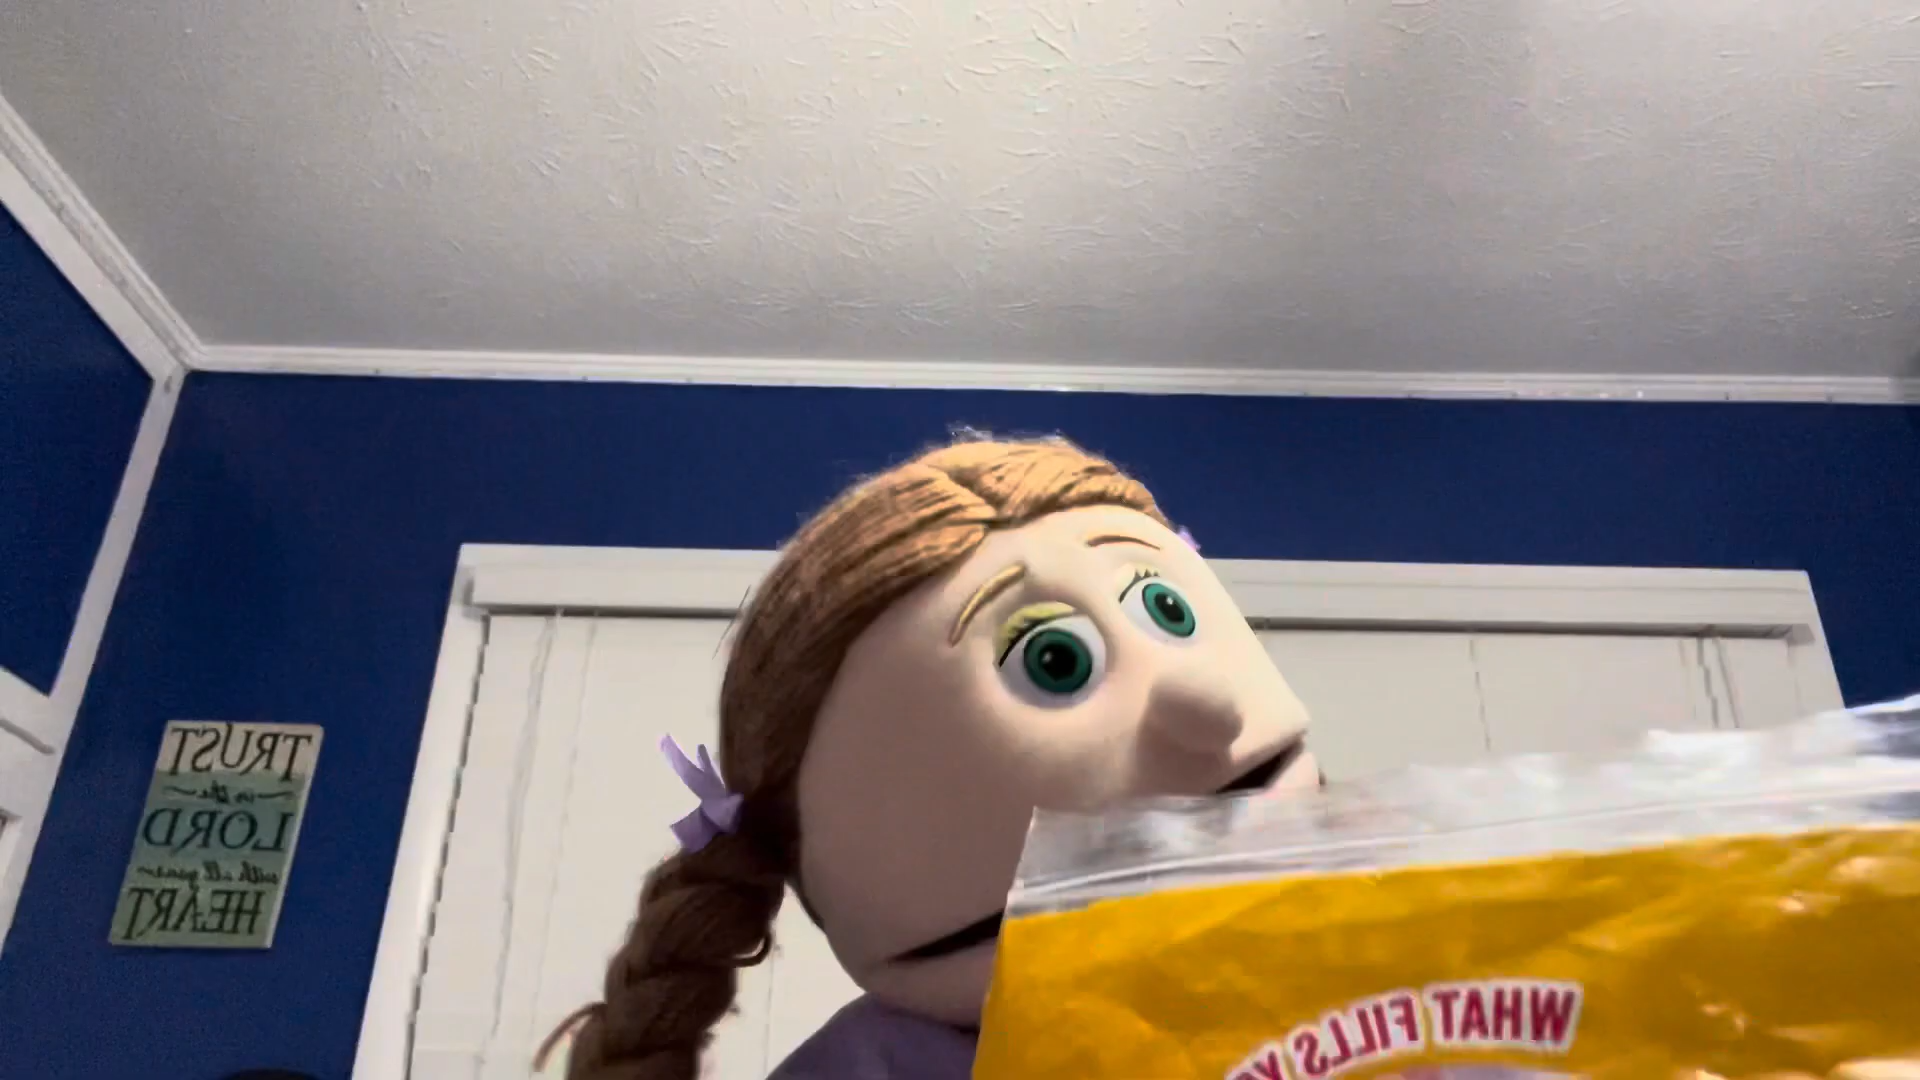 TRUST
in the
LORD
with all your
HEART
WHAT FILLS